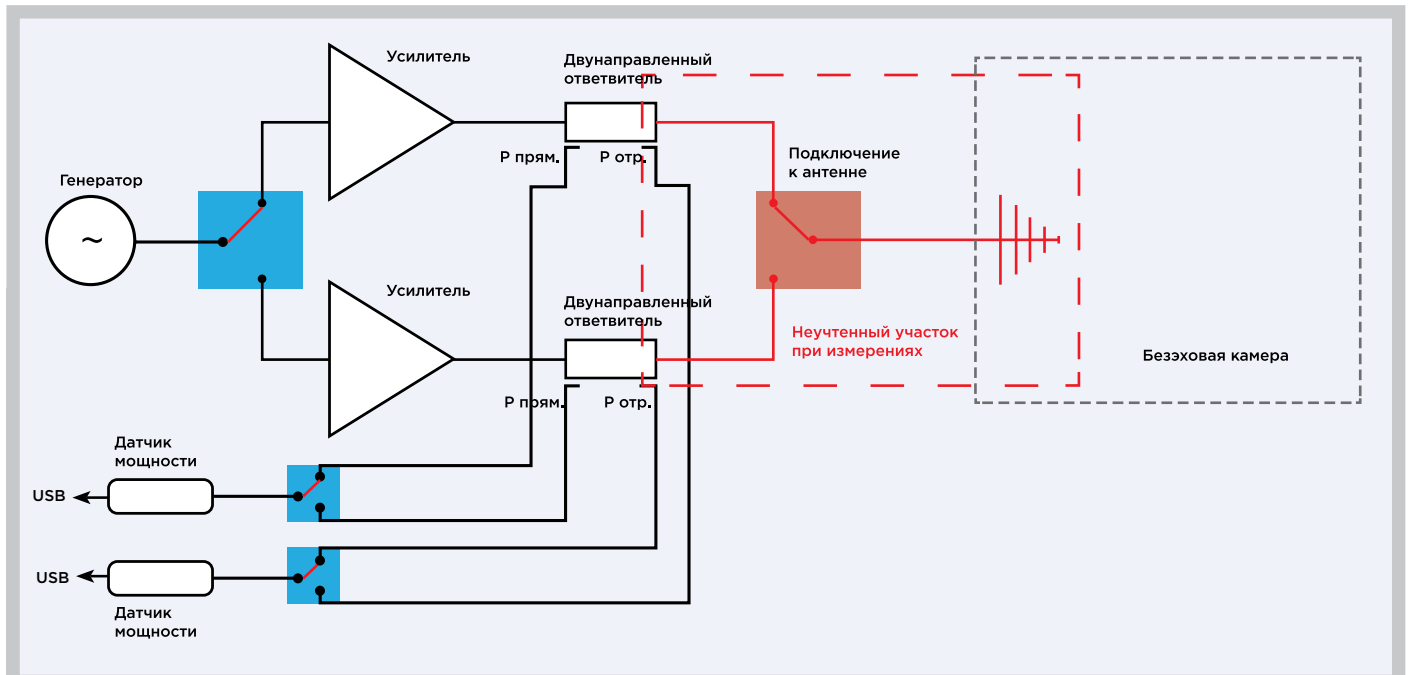 Усилитель
Двунаправленный
ответвитель
Р прям.
Р отр.
Подключение
к антенне
Генератор
~
Усилитель
Двунаправленный
ответвитель
Неучтенный участок
при измерениях
Безэховая камера
Р прям.
Р отр.
Датчик
мощности
USB
USB
Датчик
мощности